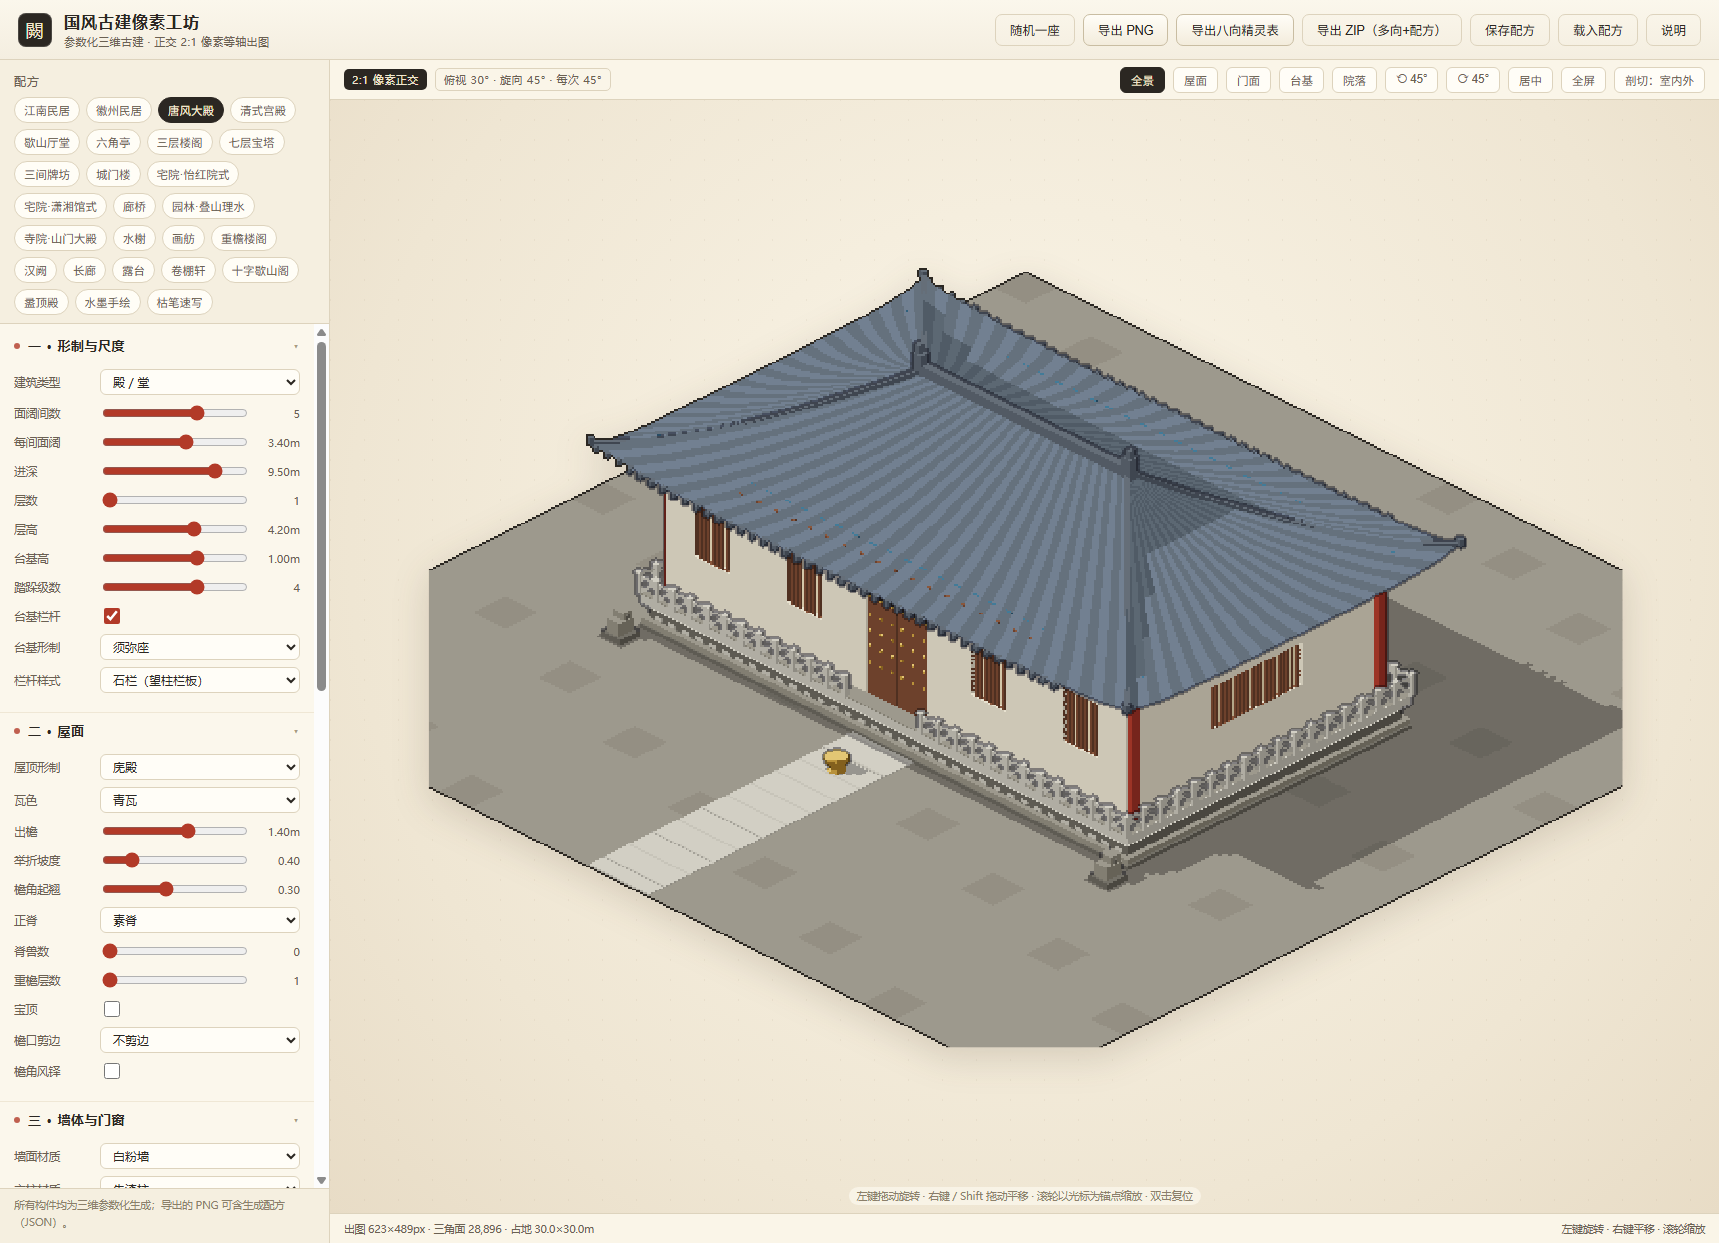 闕
国风古建像素工坊
参数化三维古建 · 正交 2:1 像素等轴出图
随机一座
导出 PNG
导出八向精灵表
导出 ZIP（多向+配方）
保存配方
载入配方
说明
配方
江南民居 徽州民居 唐风大殿 清式宫殿
歇山厅堂 六角亭 三层楼阁 七层宝塔
三间牌坊 城门楼 宅院·怡红院式
宅院·潇湘馆式 廊桥 园林·叠山理水
寺院·山门大殿 水榭 画舫 重檐楼阁
汉阙 长廊 露台 卷棚轩 十字歇山阁
盝顶殿 水墨手绘 枯笔速写
一 • 形制与尺度
建筑类型 殿 / 堂
面阔间数 5
每间面阔 3.40m
进深 9.50m
层数 1
层高 4.20m
台基高 1.00m
踏跺级数 4
台基栏杆
台基形制 须弥座
栏杆样式 石栏（望柱栏板）
二 • 屋面
屋顶形制 庑殿
瓦色 青瓦
出檐 1.40m
举折坡度 0.40
檐角起翘 0.30
正脊 素脊
脊兽数 0
重檐层数 1
宝顶
檐口剪边 不剪边
檐角风铎
三 • 墙体与门窗
墙面材质 白粉墙
所有构件均为三维参数化生成；导出的 PNG 可含生成配方
（JSON）。
2:1 像素正交
俯视 30° · 旋向 45° · 每次 45°
全景 屋面 门面 台基 院落 ⟲ 45° ⟳ 45° 居中 全屏 剖切：室内外
左键拖动旋转 · 右键 / Shift 拖动平移 · 滚轮以光标为锚点缩放 · 双击复位
出图 623×489px · 三角面 28,896 · 占地 30.0×30.0m
左键旋转 · 右键平移 · 滚轮缩放